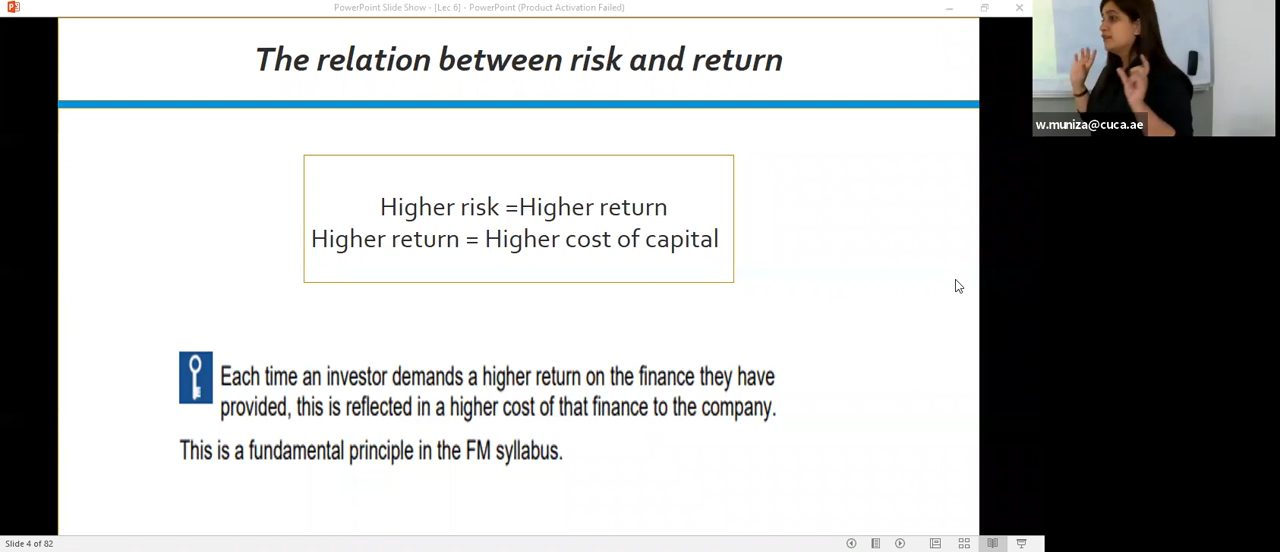 PowerPoint Slide Show - [Lec 6] - PowerPoint (Product Activation Failed)
The relation between risk and return
w.muniza@cuca.ae
Higher risk =Higher return
Higher return = Higher cost of capital
Each time an investor demands a higher return on the finance they have
provided, this is reflected in a higher cost of that finance to the company.
This is a fundamental principle in the FM syllabus.
Slide 4 of 82